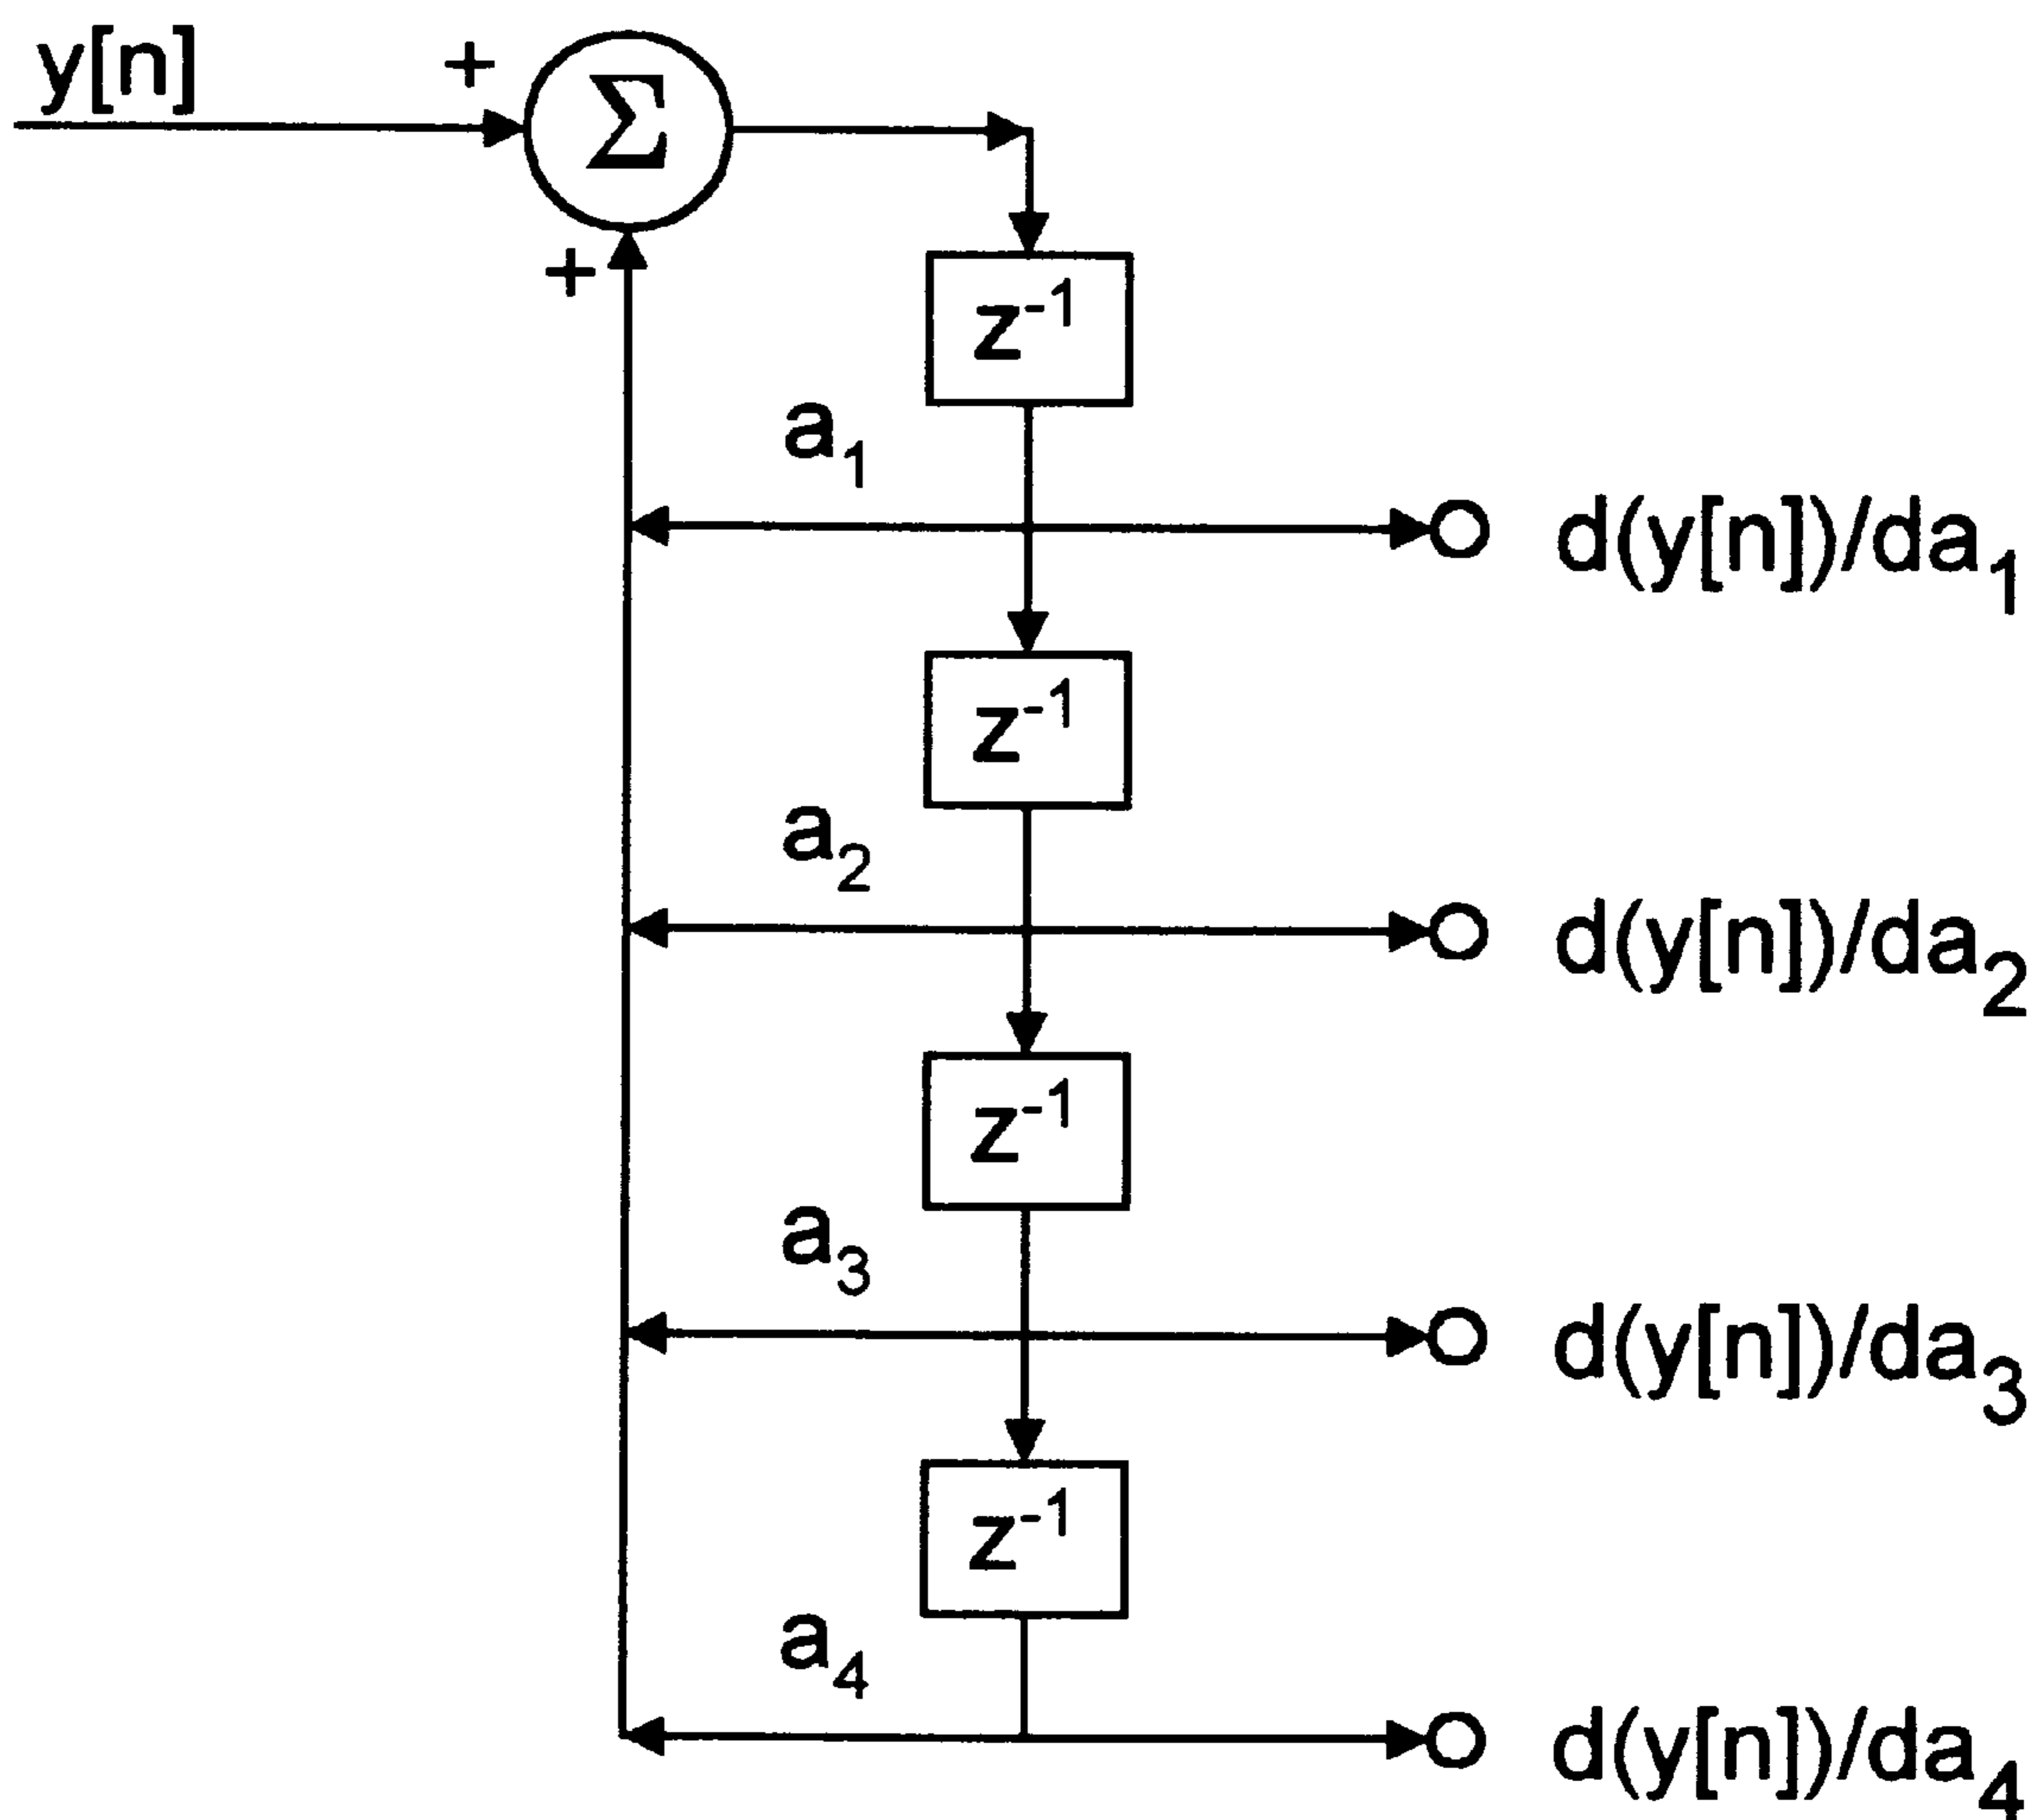 y[n]
+
Σ
+
z⁻¹
a₁
d(y[n])/da₁
z⁻¹
a₂
d(y[n])/da₂
z⁻¹
a₃
d(y[n])/da₃
z⁻¹
a₄
d(y[n])/da₄